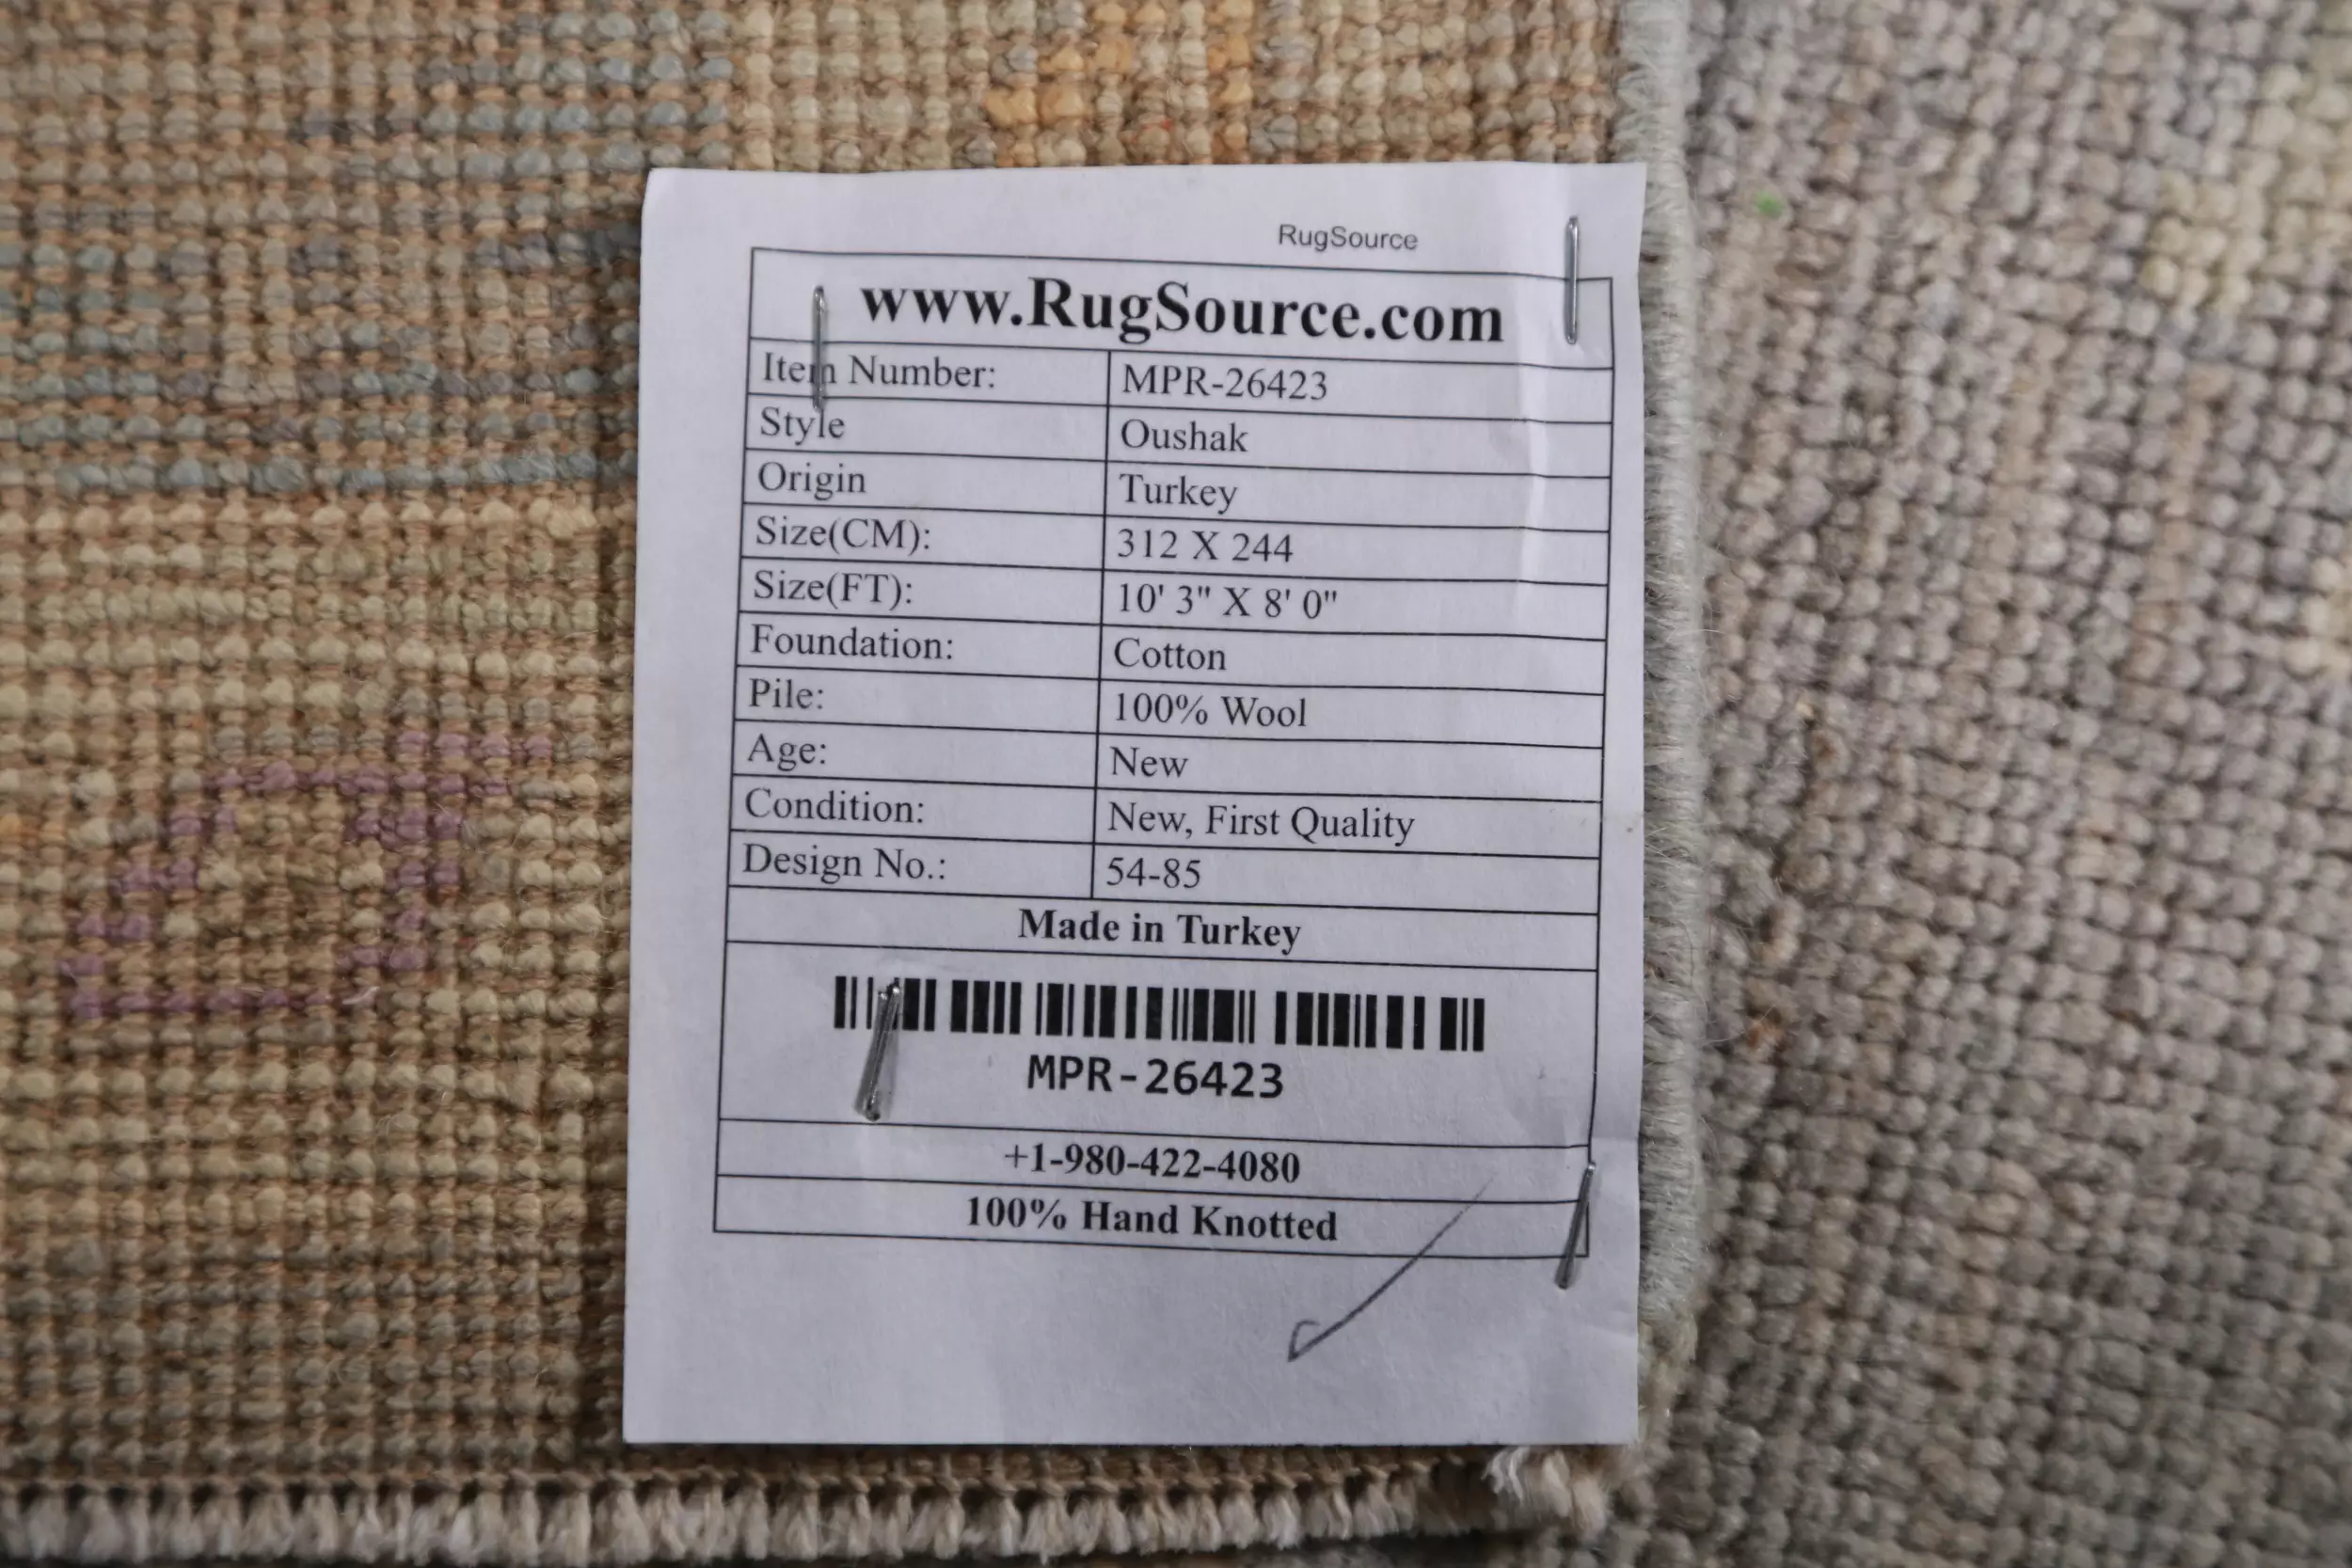 RugSource
www.RugSource.com
Item Number: MPR-26423
Style Oushak
Origin Turkey
Size(CM): 312 X 244
Size(FT): 10' 3" X 8' 0"
Foundation: Cotton
Pile: 100% Wool
Age: New
Condition: New, First Quality
Design No.: 54-85
Made in Turkey
MPR-26423
+1-980-422-4080
100% Hand Knotted